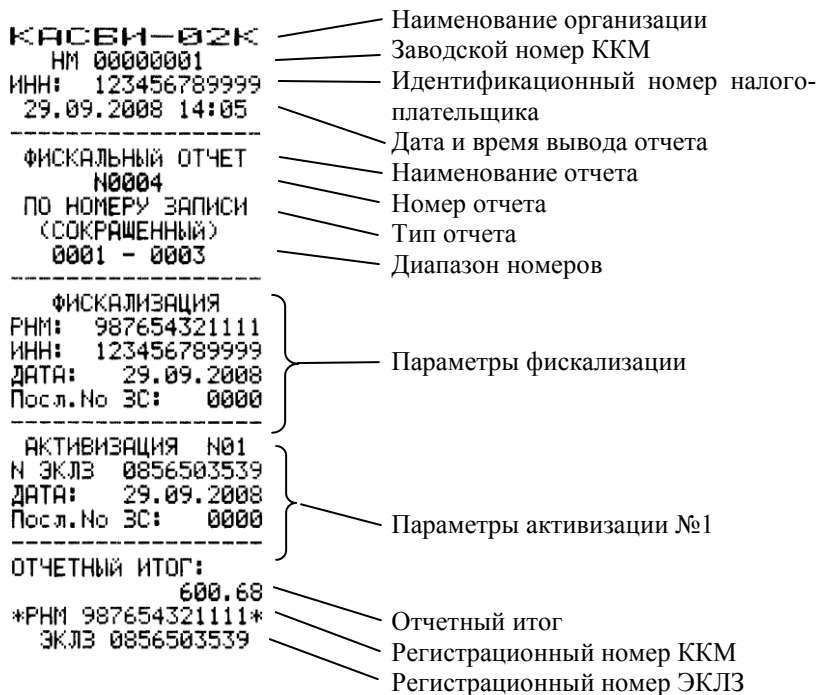 КАСБИ-02К
НМ 00000001
ИНН: 123456789999
29.09.2008 14:05
ФИСКАЛЬНЫЙ ОТЧЕТ
N0004
ПО НОМЕРУ ЗАПИСИ
(СОКРАЩЕННЫЙ)
0001 - 0003
ФИСКАЛИЗАЦИЯ
РНМ: 987654321111
ИНН: 123456789999
ДАТА: 29.09.2008
Посл.No ЗС: 0000
АКТИВИЗАЦИЯ N01
N ЭКЛЗ 0856503539
ДАТА: 29.09.2008
Посл.No ЗС: 0000
ОТЧЕТНЫЙ ИТОГ:
600.68
*РНМ 987654321111*
ЭКЛЗ 0856503539
Наименование организации
Заводской номер ККМ
Идентификационный номер налого-
плательщика
Дата и время вывода отчета
Наименование отчета
Номер отчета
Тип отчета
Диапазон номеров
Параметры фискализации
Параметры активизации №1
Отчетный итог
Регистрационный номер ККМ
Регистрационный номер ЭКЛЗ